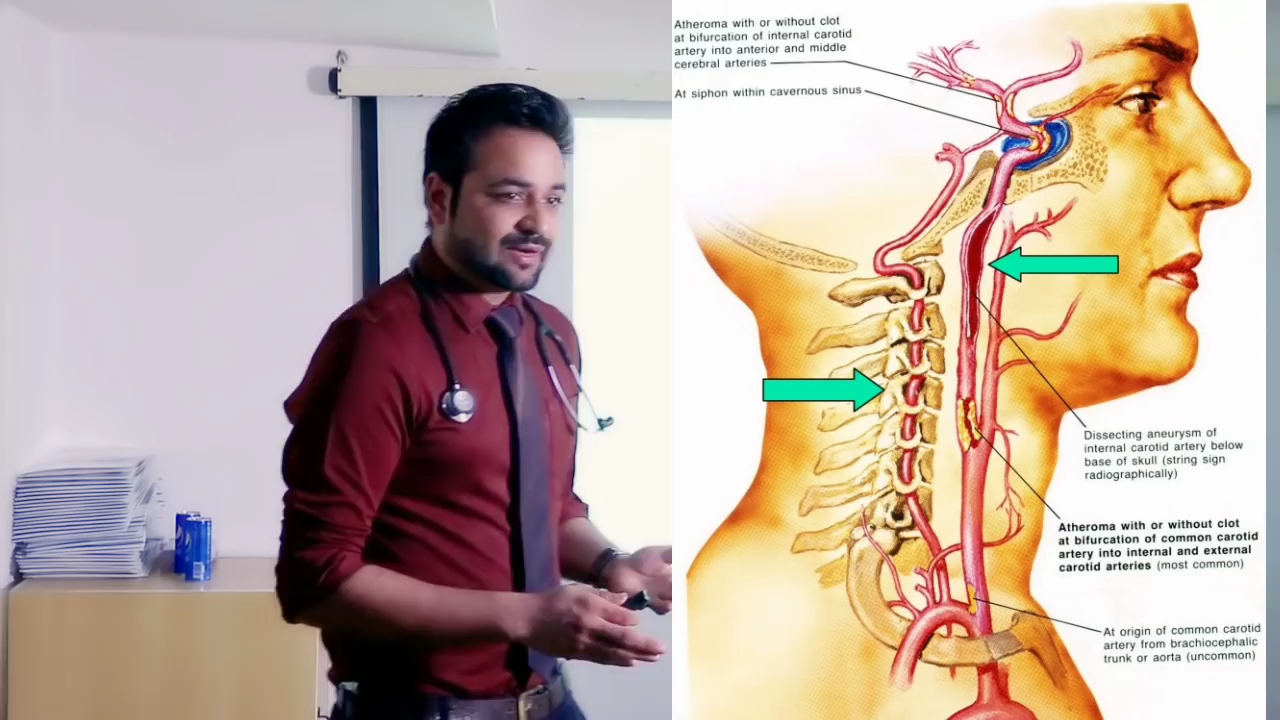 Atheroma with or without clot
at bifurcation of internal carotid
artery into anterior and middle
cerebral arteries
At siphon within cavernous sinus
Dissecting aneurysm of
internal carotid artery below
base of skull (string sign
radiographically)
Atheroma with or without clot
at bifurcation of common carotid
artery into internal and external
carotid arteries (most common)
At origin of common carotid
artery from brachiocephalic
trunk or aorta (uncommon)